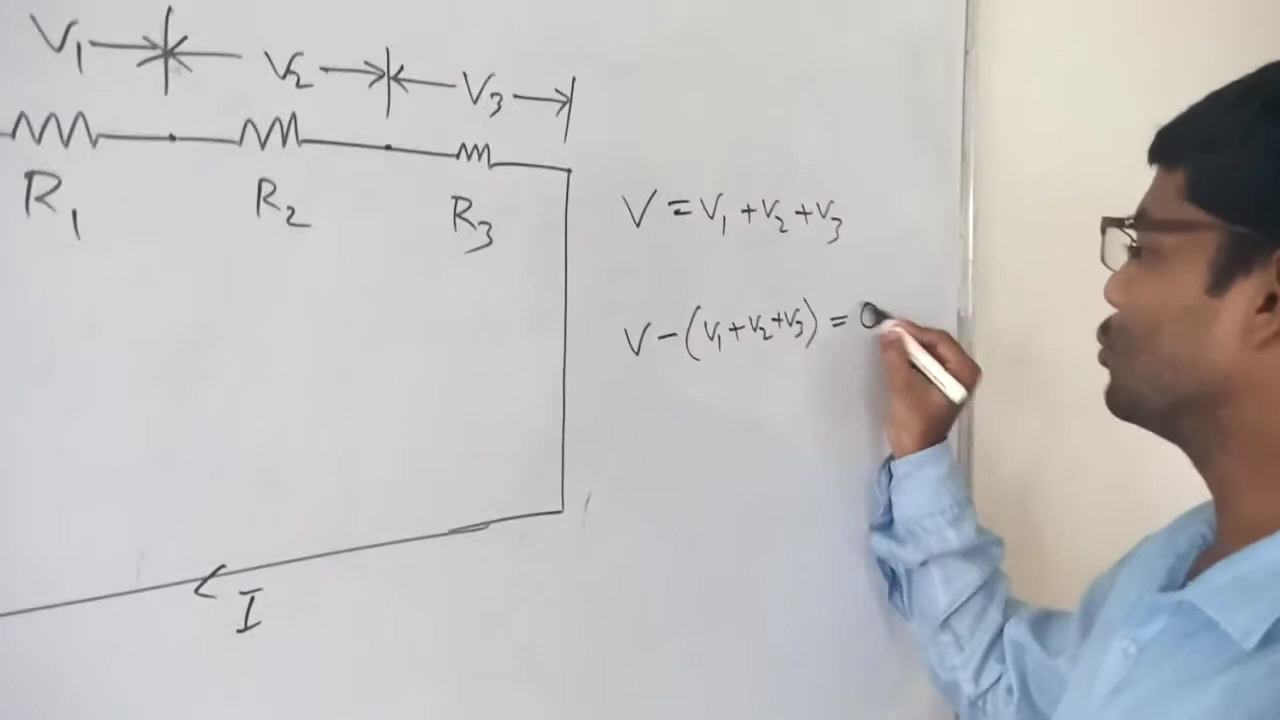 V₁ V₂ V₃
R₁ R₂ R₃
V = V₁ + V₂ + V₃
V - (V₁ + V₂ + V₃) = 0
I